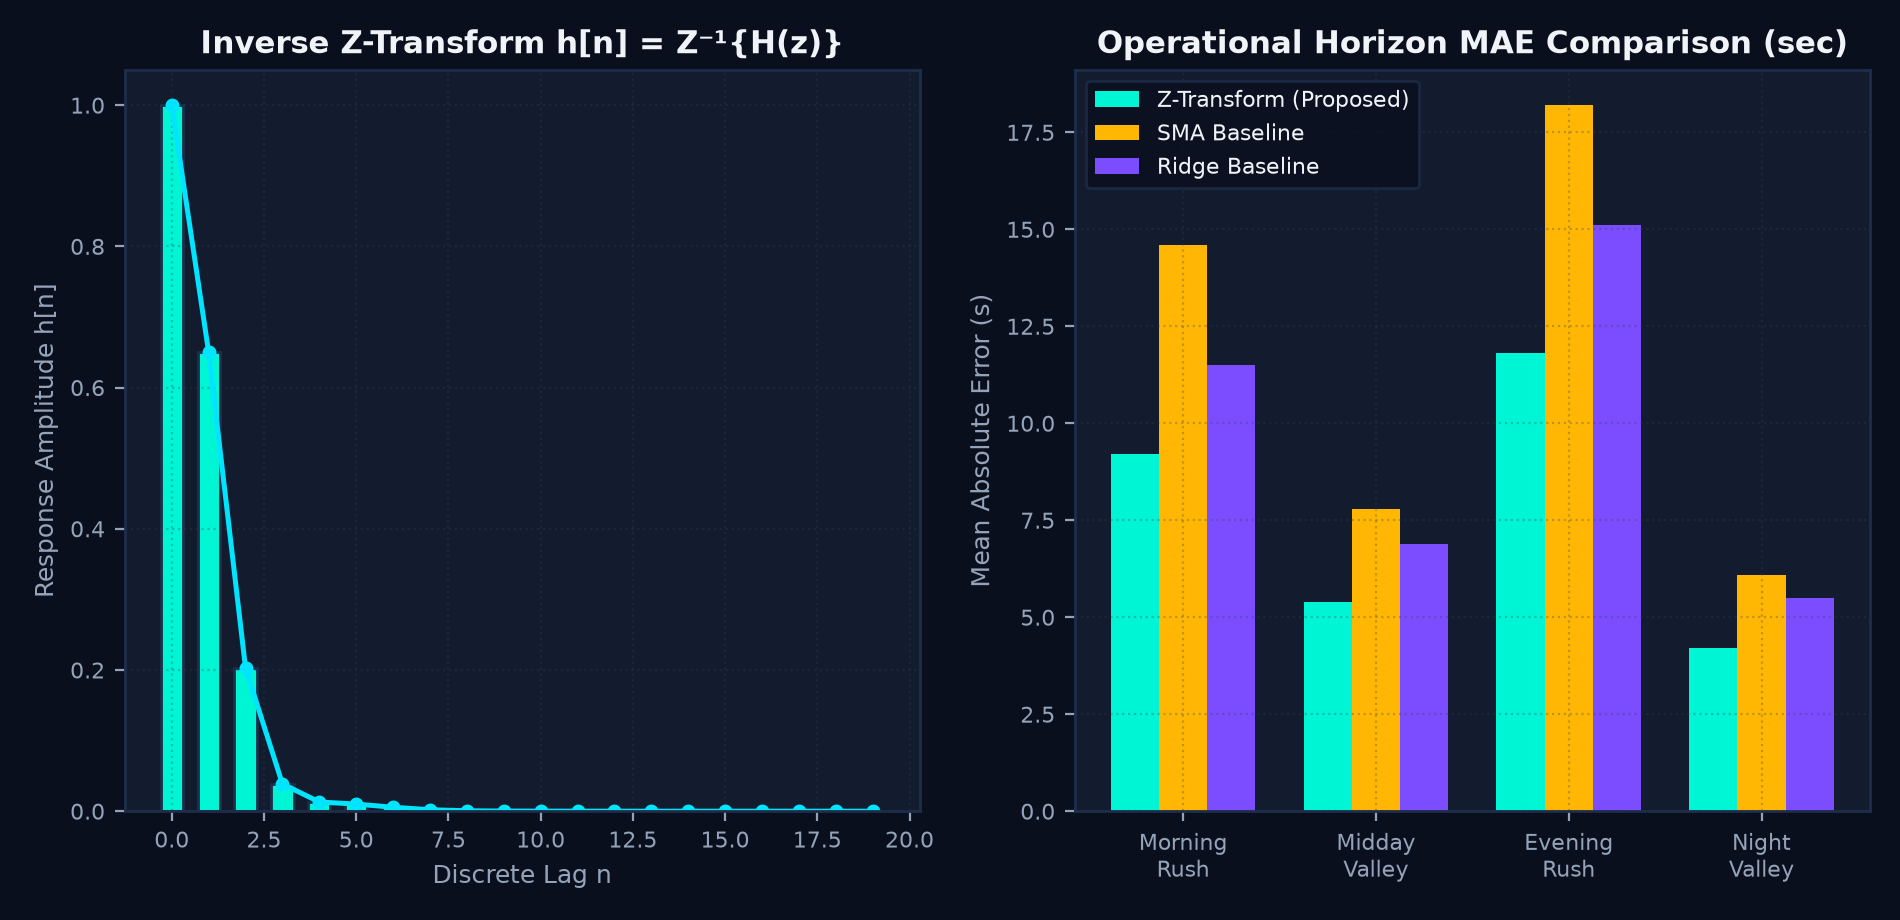 Inverse Z-Transform h[n] = Z⁻¹{H(z)}
Response Amplitude h[n]
1.0
0.8
0.6
0.4
0.2
0.0
0.0 2.5 5.0 7.5 10.0 12.5 15.0 17.5 20.0
Discrete Lag n
Operational Horizon MAE Comparison (sec)
Z-Transform (Proposed)
SMA Baseline
Ridge Baseline
Mean Absolute Error (s)
17.5
15.0
12.5
10.0
7.5
5.0
2.5
0.0
Morning
Rush
Midday
Valley
Evening
Rush
Night
Valley